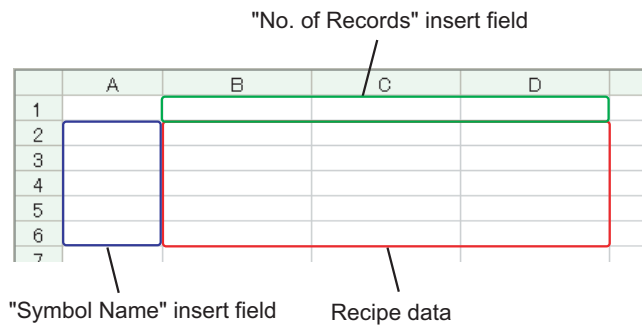 "No. of Records" insert field
A B C D
1
2
3
4
5
6
7
"Symbol Name" insert field Recipe data